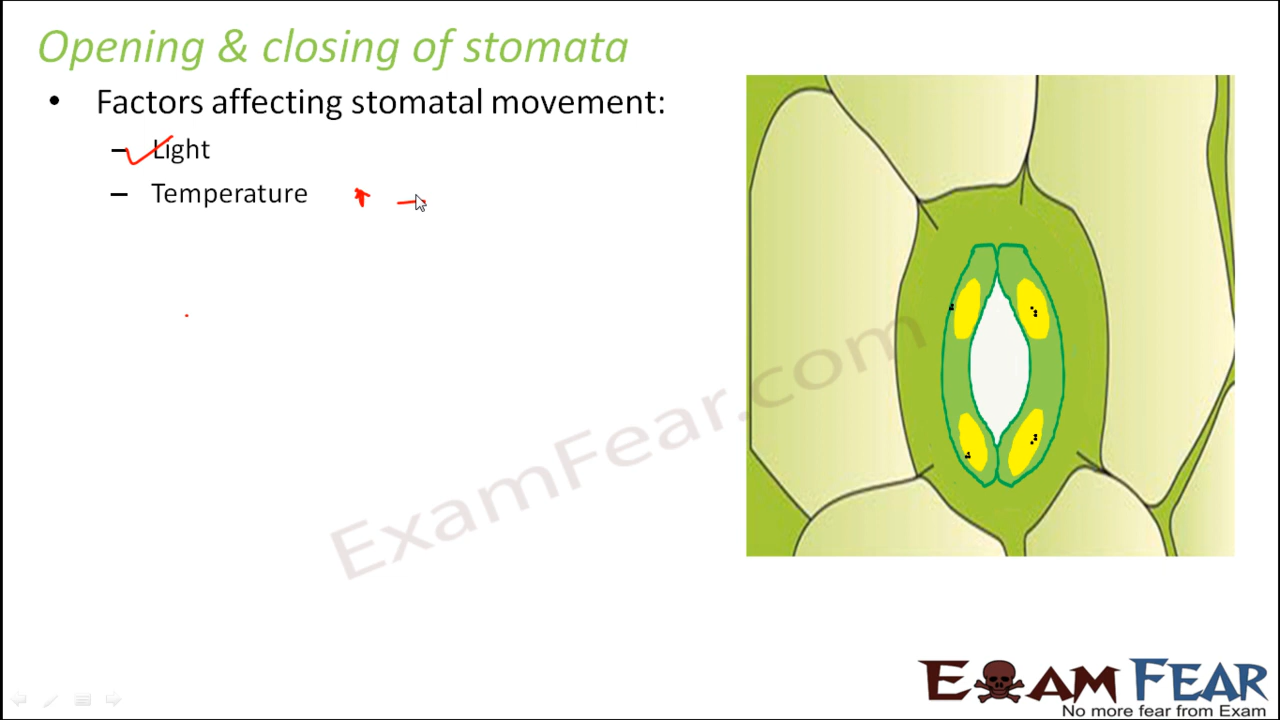 Opening & closing of stomata
• Factors affecting stomatal movement:
– Light
– Temperature
ExamFear.com
EXAM FEAR
No more fear from Exam